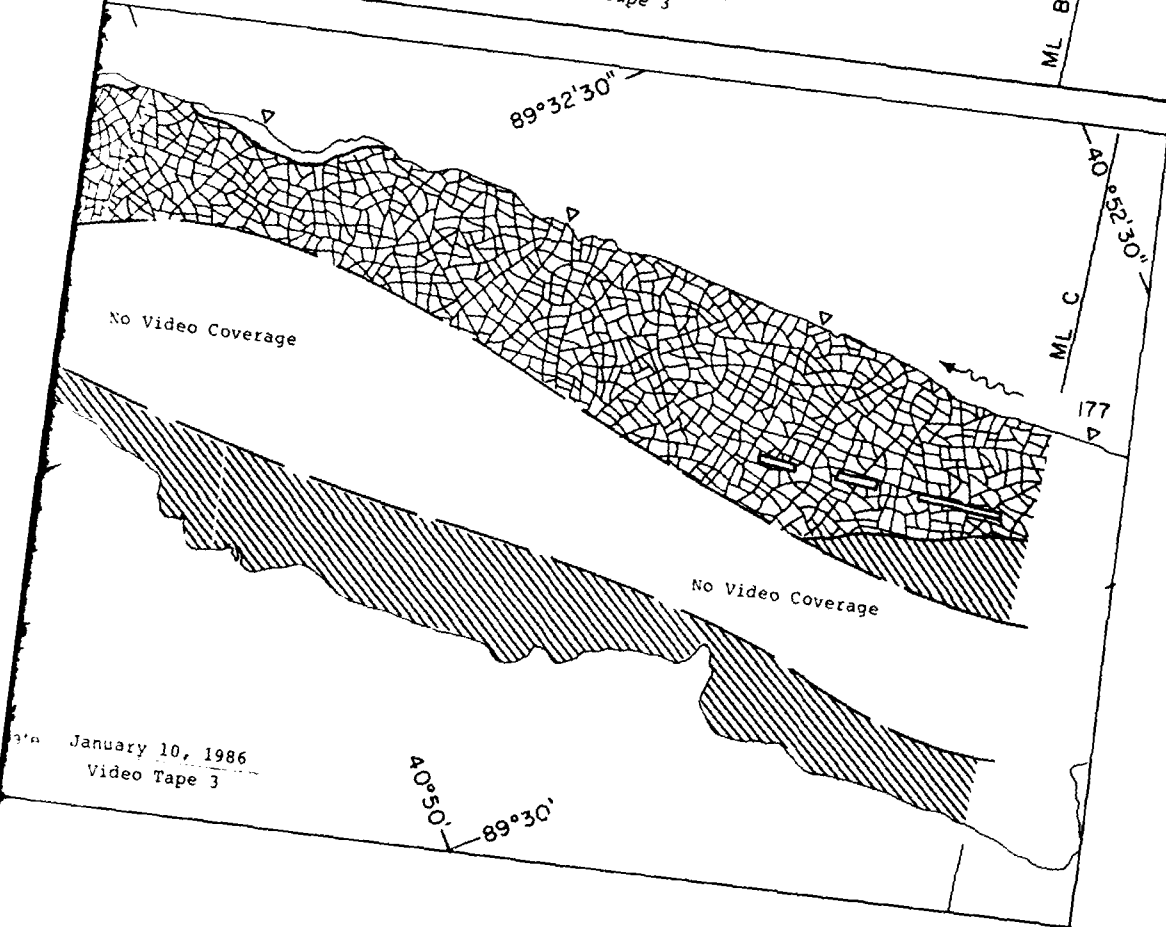 ML B
89°32'30"
40°52'30"
ML C
177
No Video Coverage
No Video Coverage
January 10, 1986
Video Tape 3
40°50'
89°30'